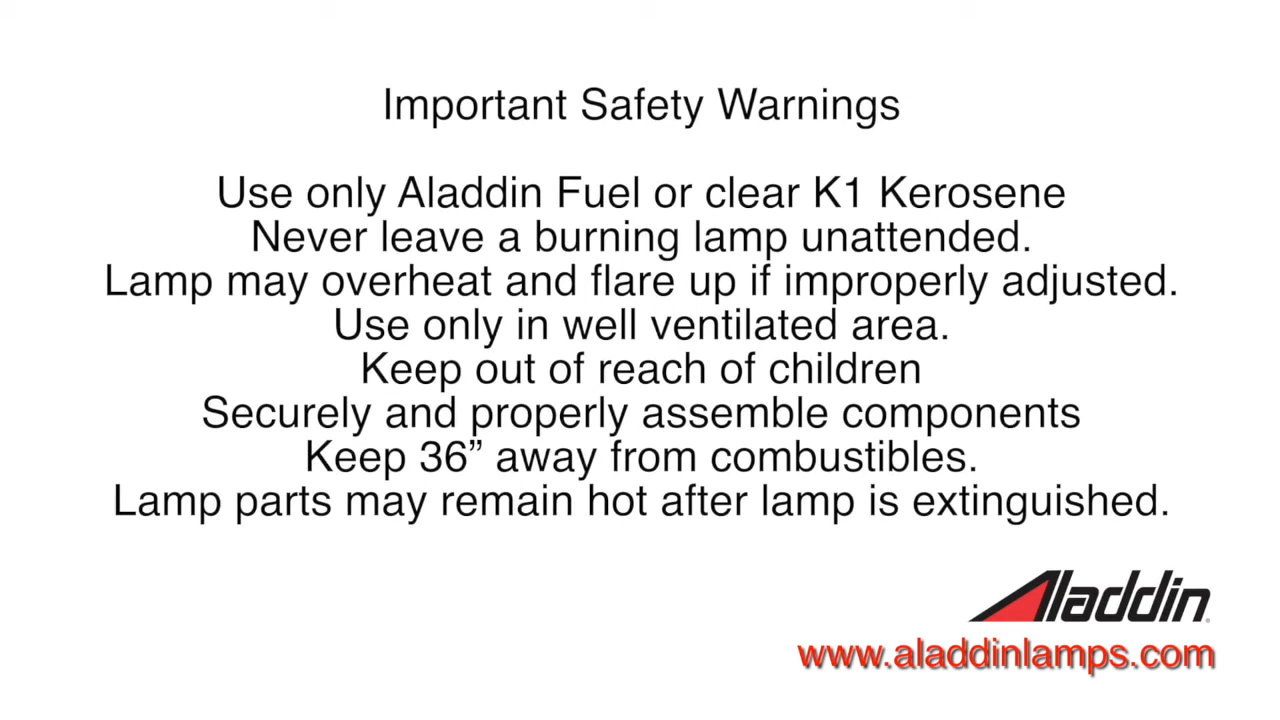 Important Safety Warnings
Use only Aladdin Fuel or clear K1 Kerosene
Never leave a burning lamp unattended.
Lamp may overheat and flare up if improperly adjusted.
Use only in well ventilated area.
Keep out of reach of children
Securely and properly assemble components
Keep 36” away from combustibles.
Lamp parts may remain hot after lamp is extinguished.
Aladdin®
www.aladdinlamps.com